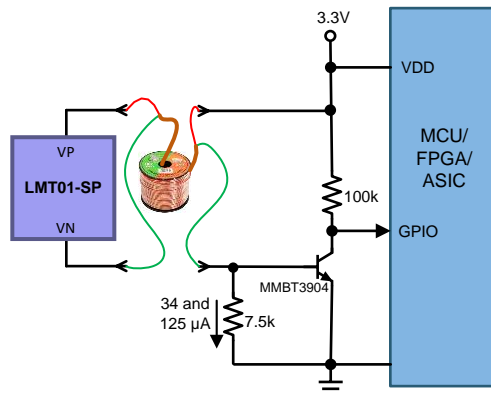 3.3V
VDD
VP
LMT01-SP
VN
MCU/
FPGA/
ASIC
100k
GPIO
MMBT3904
34 and
125 µA
7.5k